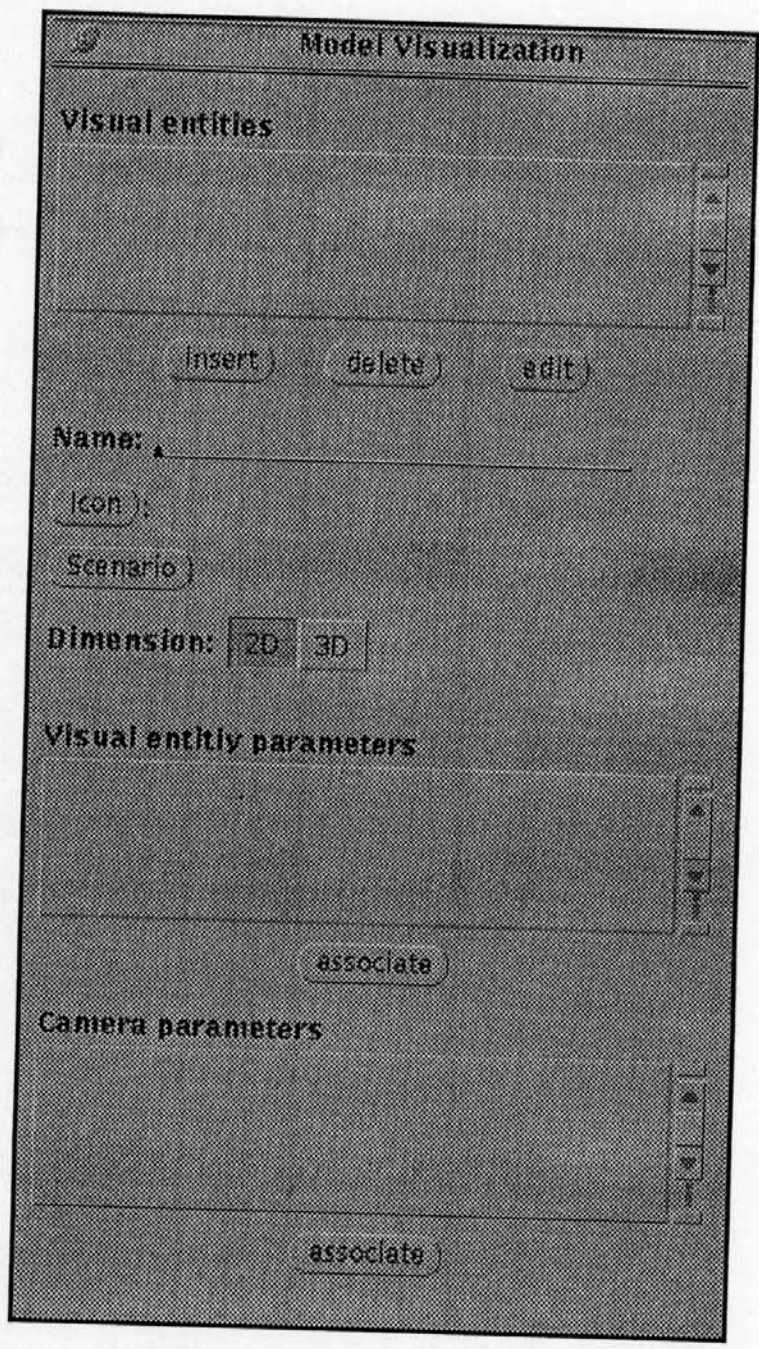 Model Visualization
Visual entities
insert delete edit
Name:
Icon :
Scenario
Dimension: 2D 3D
Visual entitiy parameters
associate
Camera parameters
associate